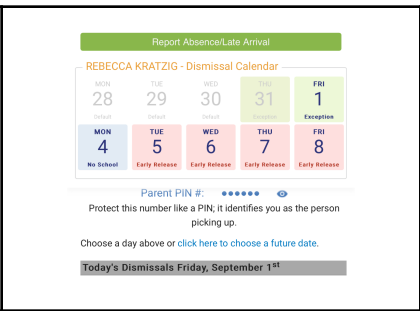 Report Absence/Late Arrival
REBECCA KRATZIG - Dismissal Calendar
MON TUE WED THU FRI
28 29 30 31 1
Default Default Default Exception Exception
MON TUE WED THU FRI
4 5 6 7 8
No School Early Release Early Release Early Release Early Release
Parent PIN #: ••••••
Protect this number like a PIN; it identifies you as the person
picking up.
Choose a day above or click here to choose a future date.
Today's Dismissals Friday, September 1st